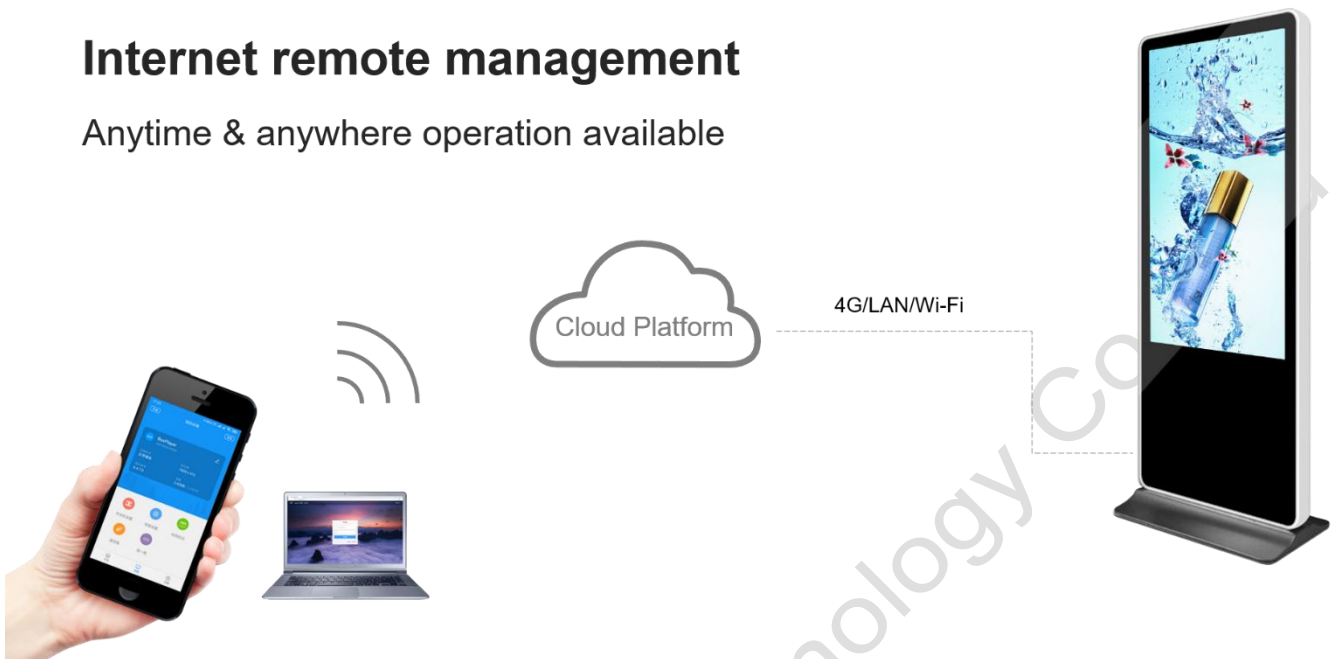 Internet remote management
Anytime & anywhere operation available
Cloud Platform
4G/LAN/Wi-Fi